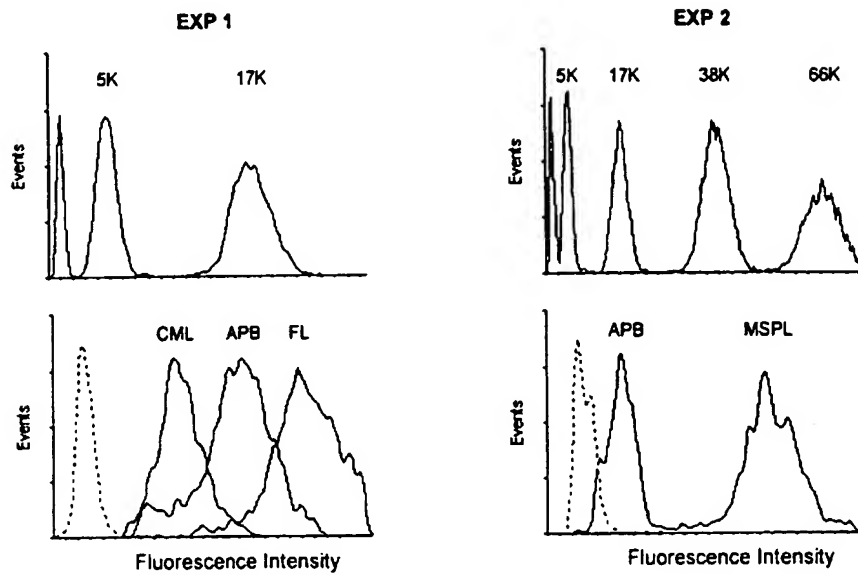 EXP 1
5K 17K
Events
CML APB FL
Events
Fluorescence Intensity
EXP 2
5K 17K 38K 66K
Events
APB MSPL
Events
Fluorescence Intensity